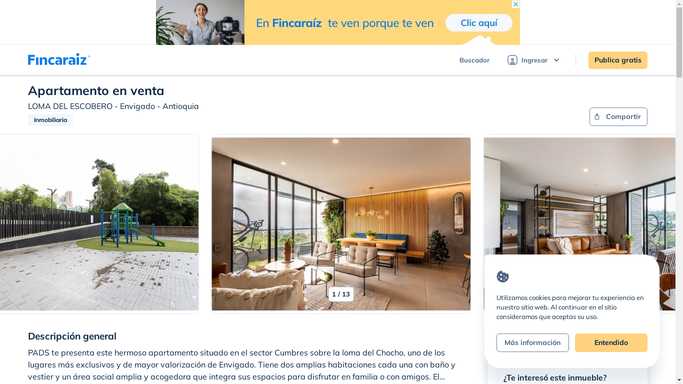 En Fincaraíz te ven porque te ven
Clic aquí
Fincaraíz
Buscador
Ingresar
Publica gratis
Apartamento en venta
LOMA DEL ESCOBERO - Envigado - Antioquia
Inmobiliaria
Compartir
1 / 13
Utilizamos cookies para mejorar tu experiencia en
nuestro sitio web. Al continuar en el sitio
consideramos que aceptas su uso.
Más información
Entendido
Descripción general
PADS te presenta este hermoso apartamento situado en el sector Cumbres sobre la loma del Chocho, uno de los
lugares más exclusivos y de mayor valorización de Envigado. Tiene dos amplias habitaciones cada una con baño y
vestier y un área social amplia y acogedora que integra sus espacios para disfrutar en familia o con amigos. El...
¿Te interesó este inmueble?